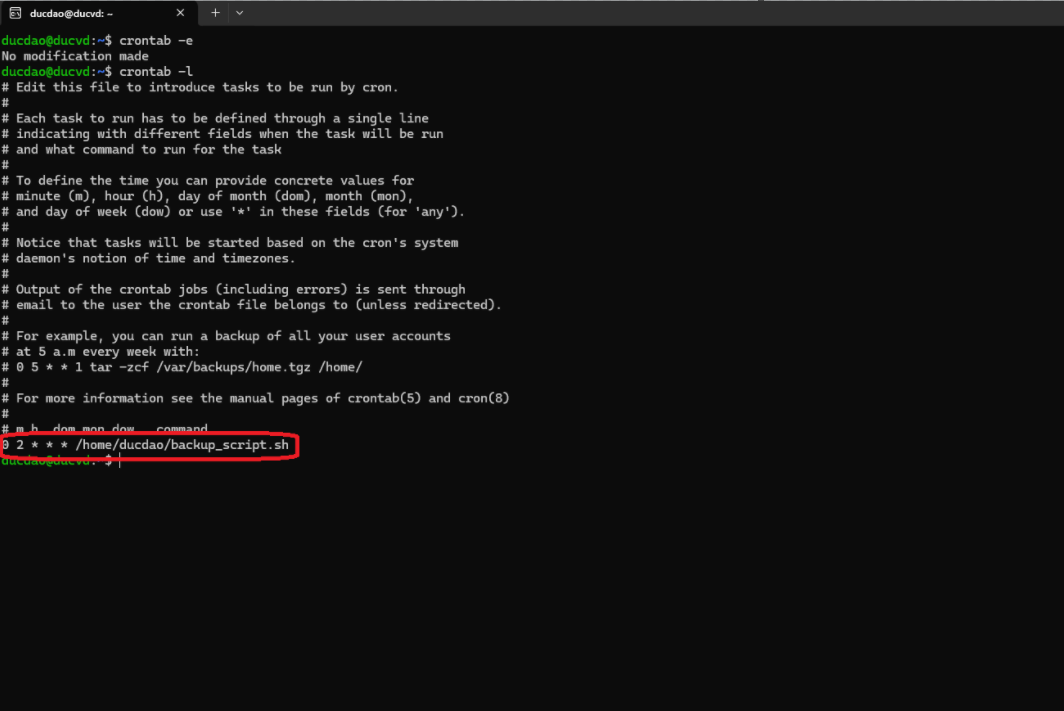 ducdao@ducvd: ~
ducdao@ducvd:~$ crontab -e
No modification made
ducdao@ducvd:~$ crontab -l
# Edit this file to introduce tasks to be run by cron.
#
# Each task to run has to be defined through a single line
# indicating with different fields when the task will be run
# and what command to run for the task
#
# To define the time you can provide concrete values for
# minute (m), hour (h), day of month (dom), month (mon),
# and day of week (dow) or use '*' in these fields (for 'any').
#
# Notice that tasks will be started based on the cron's system
# daemon's notion of time and timezones.
#
# Output of the crontab jobs (including errors) is sent through
# email to the user the crontab file belongs to (unless redirected).
#
# For example, you can run a backup of all your user accounts
# at 5 a.m every week with:
# 0 5 * * 1 tar -zcf /var/backups/home.tgz /home/
#
# For more information see the manual pages of crontab(5) and cron(8)
#
# m h  dom mon dow   command
0 2 * * * /home/ducdao/backup_script.sh
ducdao@ducvd:~$